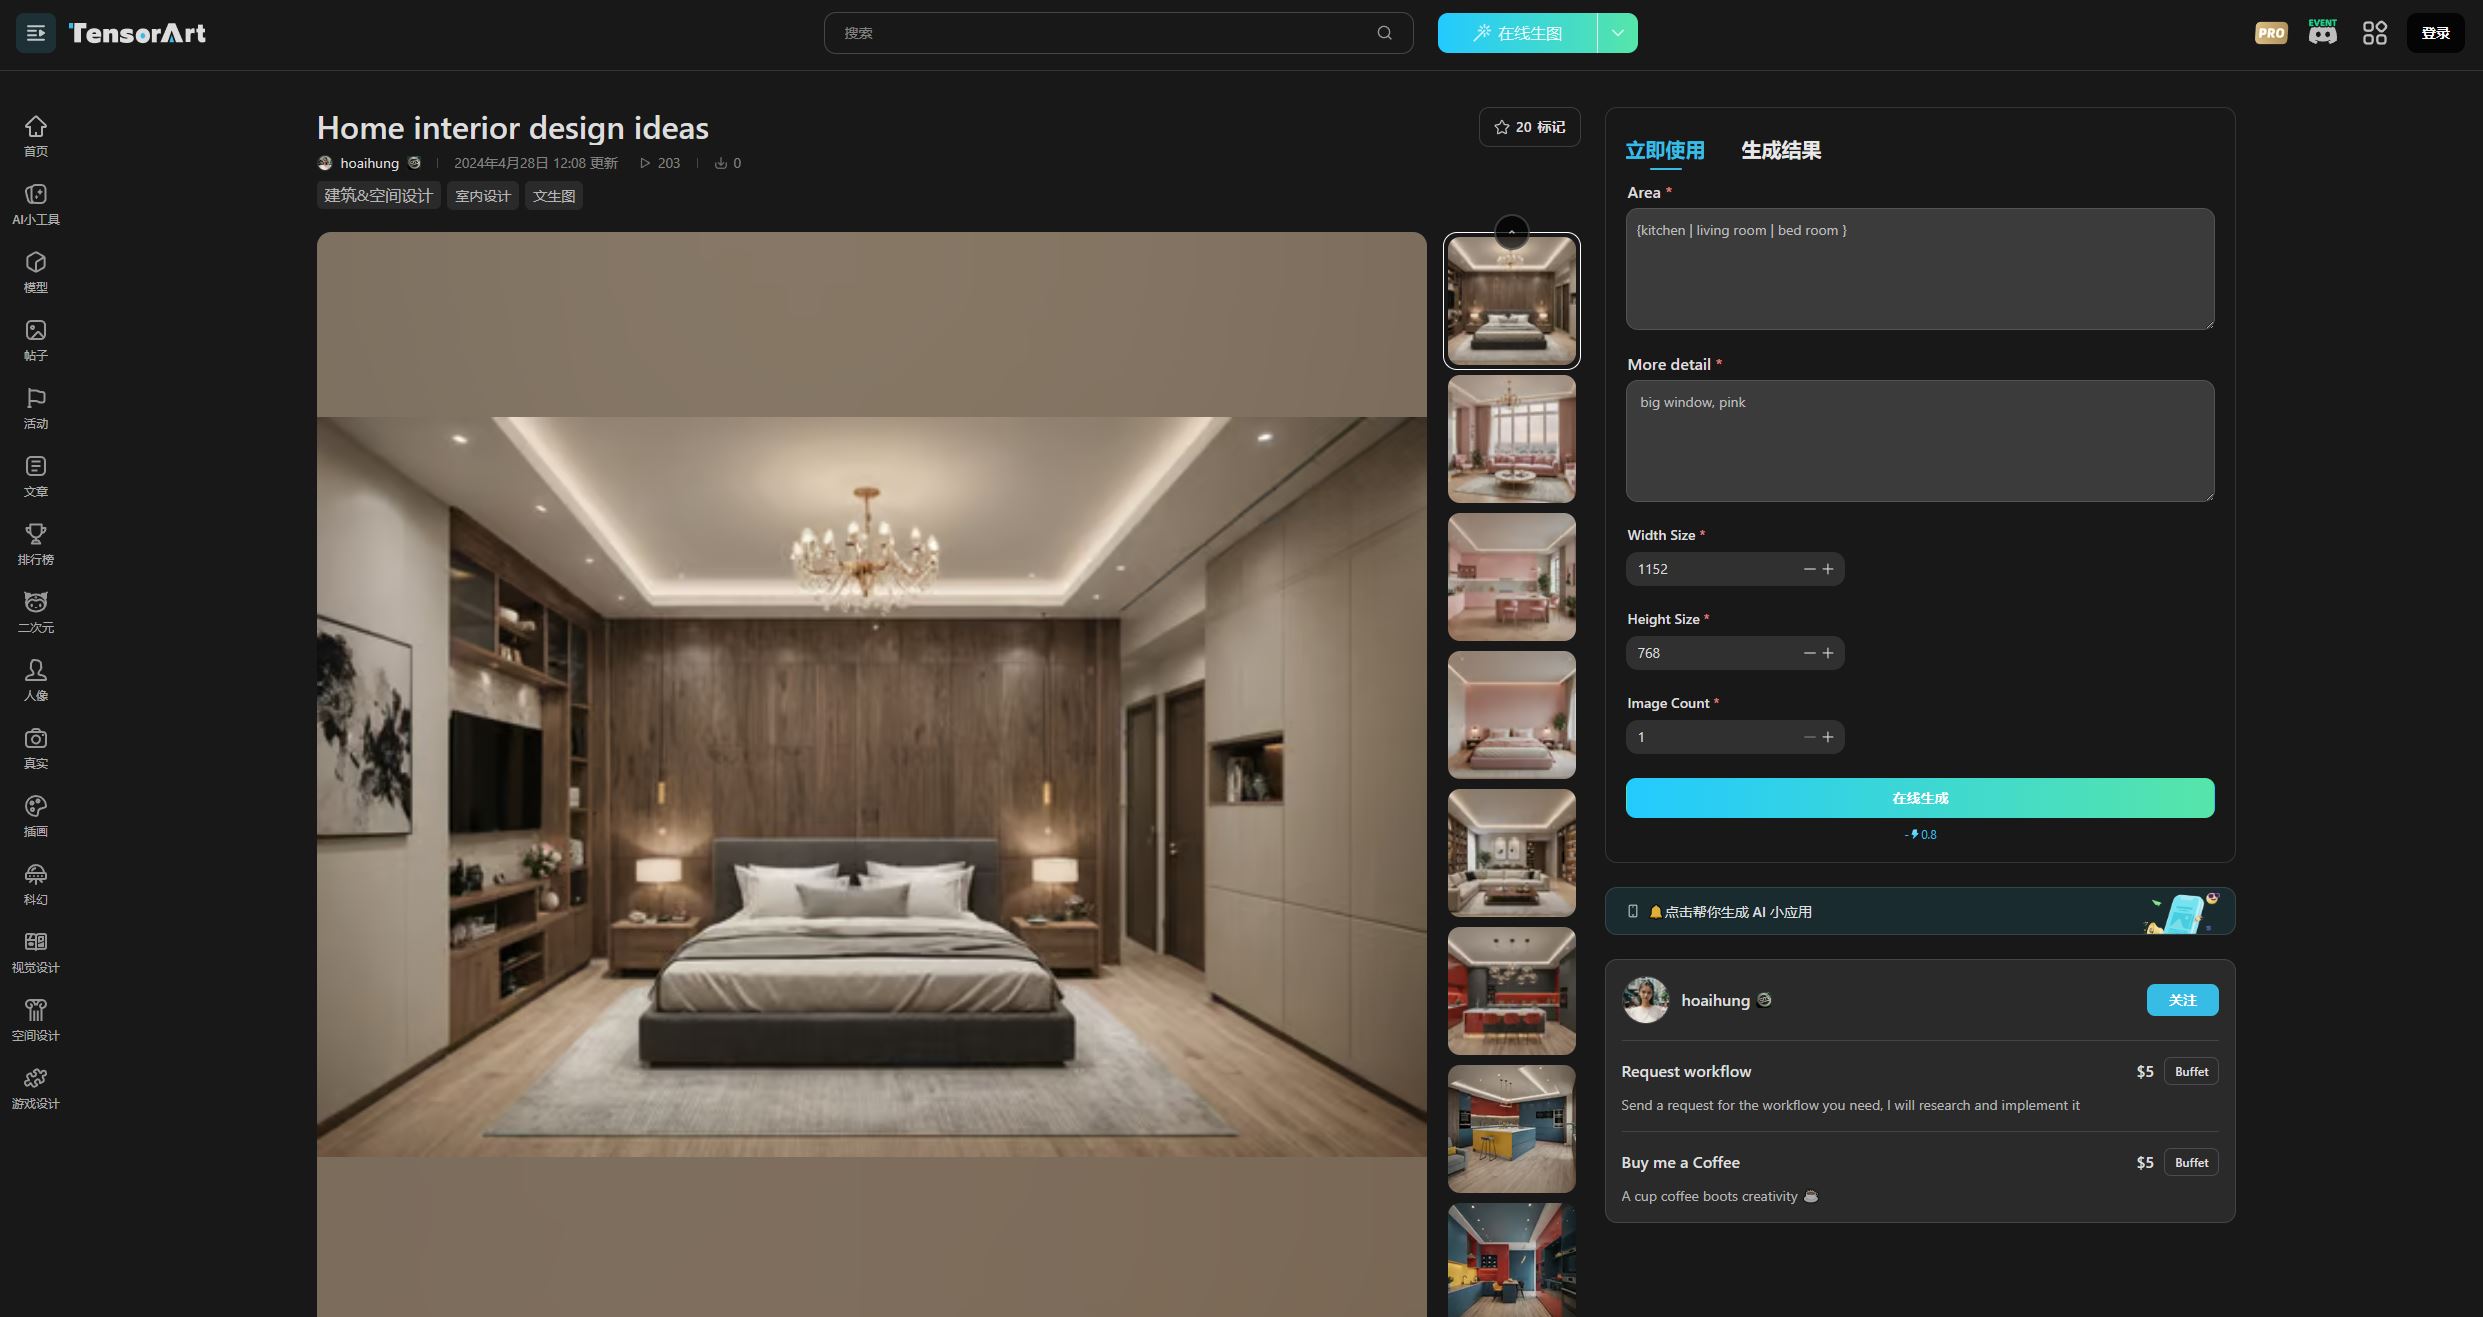 TensorArt
搜索
在线生图
PRO
EVENT
登录
首页
AI小工具
模型
帖子
活动
文章
排行榜
二次元
人像
真实
插画
科幻
视觉设计
空间设计
游戏设计
Home interior design ideas
20 标记
hoaihung
2024年4月28日 12:08 更新
203
0
建筑&空间设计
室内设计
文生图
立即使用
生成结果
Area *
{kitchen | living room | bed room }
More detail *
big window, pink
Width Size *
1152
Height Size *
768
Image Count *
1
在线生成
-0.8
点击帮你生成 AI 小应用
hoaihung
关注
Request workflow
$5
Buffet
Send a request for the workflow you need, I will research and implement it
Buy me a Coffee
$5
Buffet
A cup coffee boots creativity